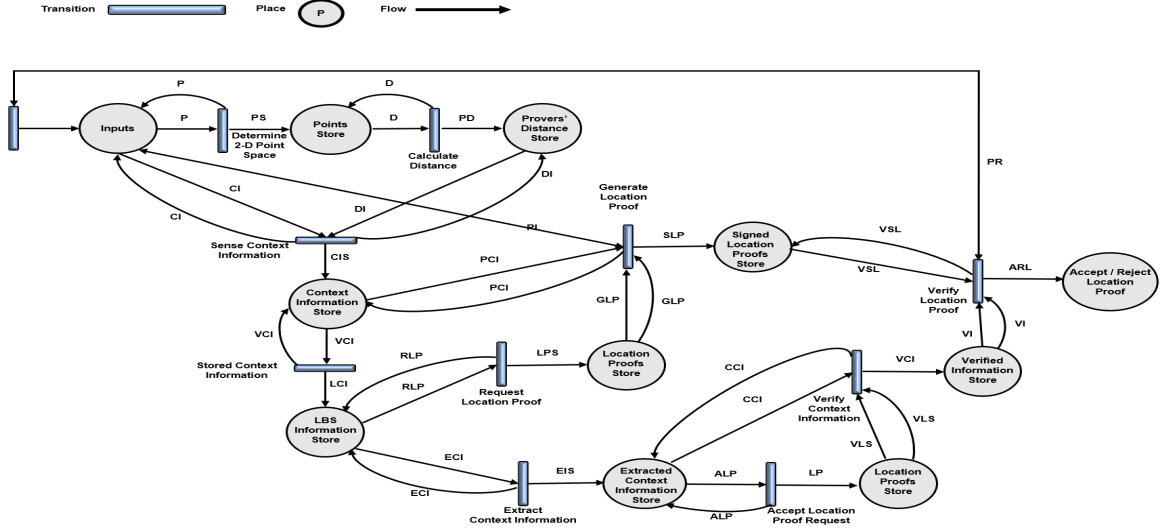 Transition
Place
P
Flow
P
D
Inputs
P
PS
Determine
2-D Point
Space
Points
Store
D
PD
Calculate
Distance
Provers'
Distance
Store
PR
CI
CI
DI
DI
PI
Generate
Location
Proof
Sense Context
Information
CIS
SLP
Signed
Location
Proofs
Store
VSL
VSL
Verify
Location
Proof
ARL
Accept / Reject
Location
Proof
PCI
PCI
Context
Information
Store
GLP
GLP
VI
VI
VCI
VCI
Stored Context
Information
LCI
RLP
RLP
LPS
Request
Location Proof
Location
Proofs
Store
CCI
CCI
VCI
Verify
Context
Information
Verified
Information
Store
LBS
Information
Store
VLS
VLS
ECI
ECI
EIS
Extract
Context Information
Extracted
Context
Information
Store
ALP
ALP
LP
Accept Location
Proof Request
Location
Proofs
Store